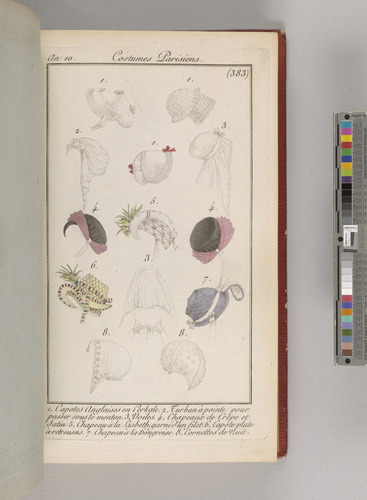 An 10. Costumes Parisiens.
(383)
1. 1.
2. 1. 3.
4. 5. 4.
6. 3. 7.
8. 8.
1, Capotes Anglaises en Perkale. 2, Turban à pointe pour
passer sous le menton. 3, Voiles. 4, Chapeaux de Crêpe et
Satin. 5, Chapeau à la Lisbeth, garni d'un filet. 6, Capote plate
à retroussis. 7, Chapeau à la hongroise. 8, Cornettes de Nuit.